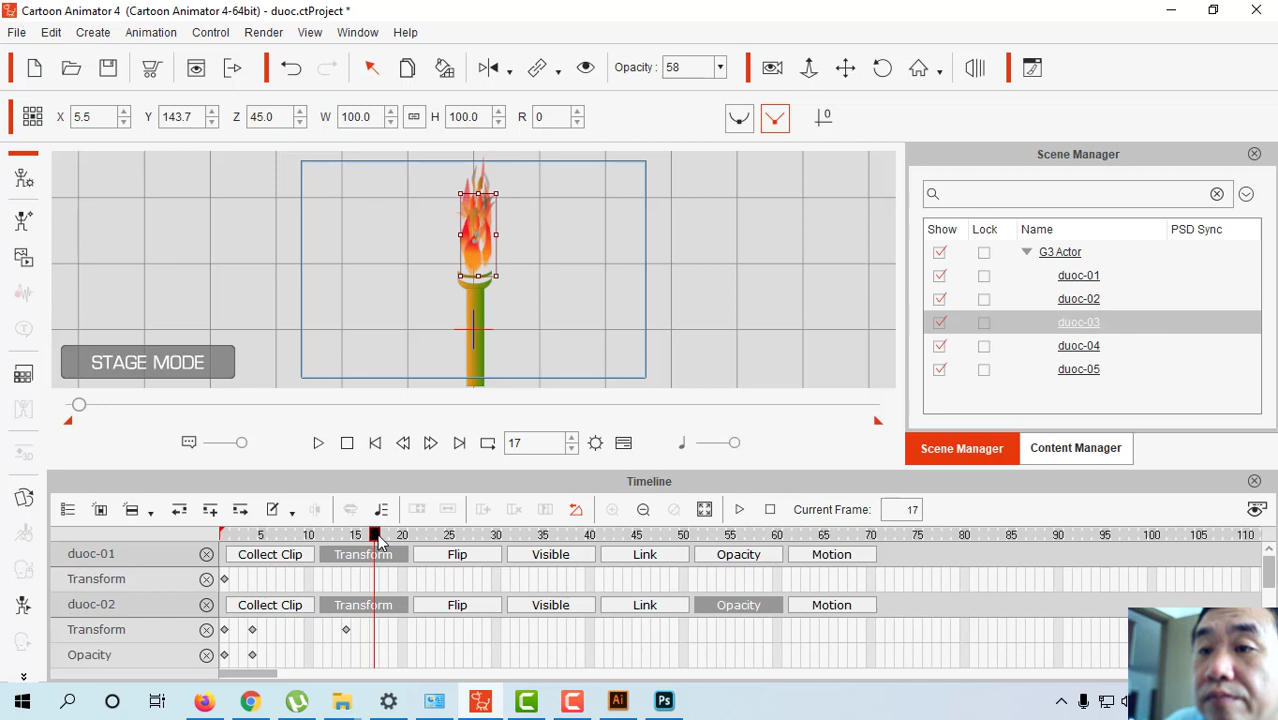 Cartoon Animator 4 (Cartoon Animator 4-64bit) - duoc.ctProject *
File Edit Create Animation Control Render View Window Help
Opacity : 58
X 5.5 Y 143.7 Z 45.0 W 100.0 H 100.0 R 0
Scene Manager
Show Lock Name PSD Sync
G3 Actor
duoc-01
duoc-02
duoc-03
duoc-04
duoc-05
STAGE MODE
17
Scene Manager Content Manager
Timeline
Current Frame: 17
5 10 15 20 25 30 35 40 45 50 55 60 65 70 75 80 85 90 95 100 105 110
duoc-01 Collect Clip Transform Flip Visible Link Opacity Motion
Transform
duoc-02 Collect Clip Transform Flip Visible Link Opacity Motion
Transform
Opacity
Ai Ps